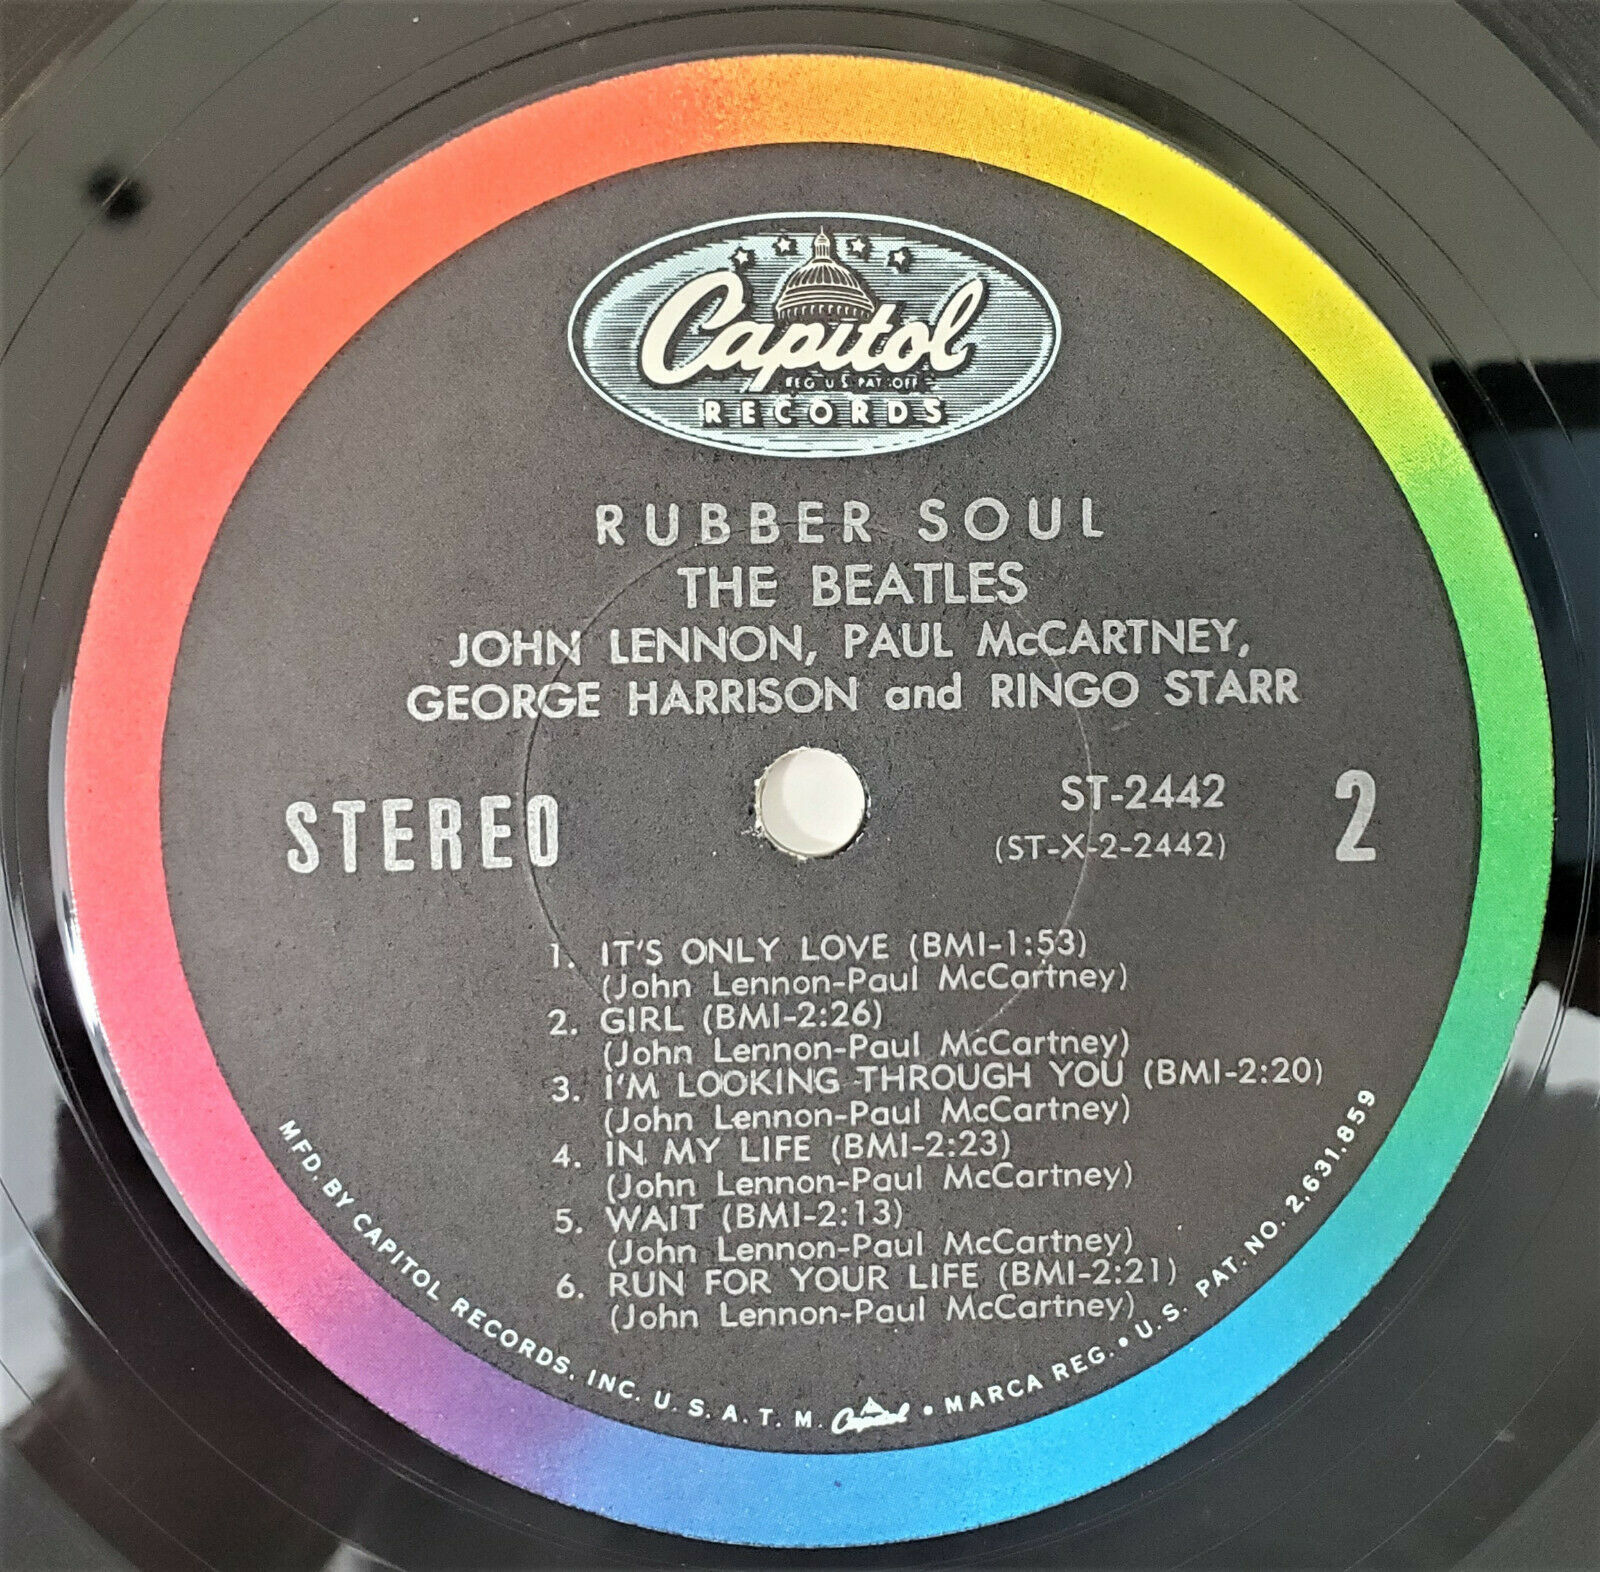 Capitol
REG U.S. PAT. OFF.
RECORDS
RUBBER SOUL
THE BEATLES
JOHN LENNON, PAUL McCARTNEY,
GEORGE HARRISON and RINGO STARR
STEREO
ST-2442
(ST-X-2-2442)
2
1. IT'S ONLY LOVE (BMI-1:53)
(John Lennon-Paul McCartney)
2. GIRL (BMI-2:26)
(John Lennon-Paul McCartney)
3. I'M LOOKING THROUGH YOU (BMI-2:20)
(John Lennon-Paul McCartney)
4. IN MY LIFE (BMI-2:23)
(John Lennon-Paul McCartney)
5. WAIT (BMI-2:13)
(John Lennon-Paul McCartney)
6. RUN FOR YOUR LIFE (BMI-2:21)
(John Lennon-Paul McCartney)
MFD. BY CAPITOL RECORDS, INC. U.S.A. T.M. Capitol • MARCA REG. • U.S. PAT. NO. 2,631,859